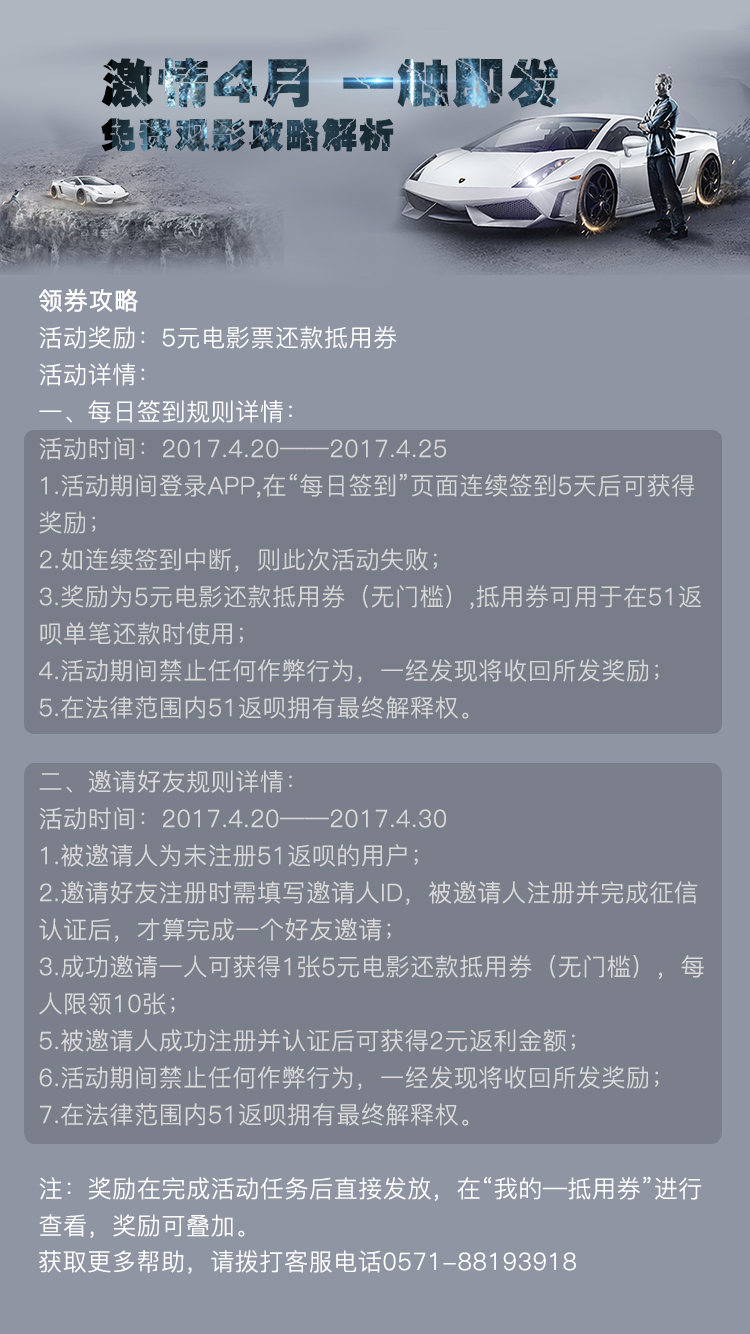 激情4月 一触即发
免费观影攻略解析
领券攻略
活动奖励：5元电影票还款抵用券
活动详情：
一、每日签到规则详情：
活动时间：2017.4.20——2017.4.25
1.活动期间登录APP,在“每日签到”页面连续签到5天后可获得
奖励；
2.如连续签到中断，则此次活动失败；
3.奖励为5元电影还款抵用券（无门槛）,抵用券可用于在51返
呗单笔还款时使用；
4.活动期间禁止任何作弊行为，一经发现将收回所发奖励；
5.在法律范围内51返呗拥有最终解释权。
二、邀请好友规则详情：
活动时间：2017.4.20——2017.4.30
1.被邀请人为未注册51返呗的用户；
2.邀请好友注册时需填写邀请人ID，被邀请人注册并完成征信
认证后，才算完成一个好友邀请；
3.成功邀请一人可获得1张5元电影还款抵用券（无门槛），每
人限领10张；
5.被邀请人成功注册并认证后可获得2元返利金额；
6.活动期间禁止任何作弊行为，一经发现将收回所发奖励；
7.在法律范围内51返呗拥有最终解释权。
注：奖励在完成活动任务后直接发放，在“我的—抵用券”进行
查看，奖励可叠加。
获取更多帮助，请拨打客服电话0571-88193918